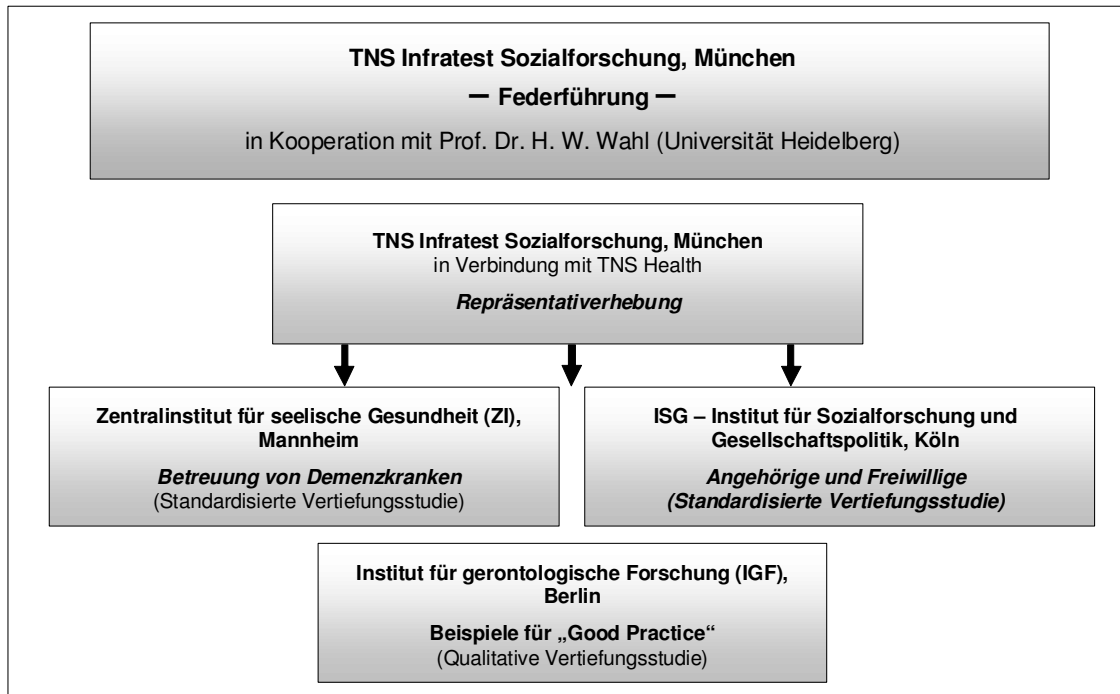 TNS Infratest Sozialforschung, München
— Federführung —
in Kooperation mit Prof. Dr. H. W. Wahl (Universität Heidelberg)
TNS Infratest Sozialforschung, München
in Verbindung mit TNS Health
Repräsentativerhebung
Zentralinstitut für seelische Gesundheit (ZI),
Mannheim
Betreuung von Demenzkranken
(Standardisierte Vertiefungsstudie)
ISG – Institut für Sozialforschung und
Gesellschaftspolitik, Köln
Angehörige und Freiwillige
(Standardisierte Vertiefungsstudie)
Institut für gerontologische Forschung (IGF),
Berlin
Beispiele für „Good Practice“
(Qualitative Vertiefungsstudie)